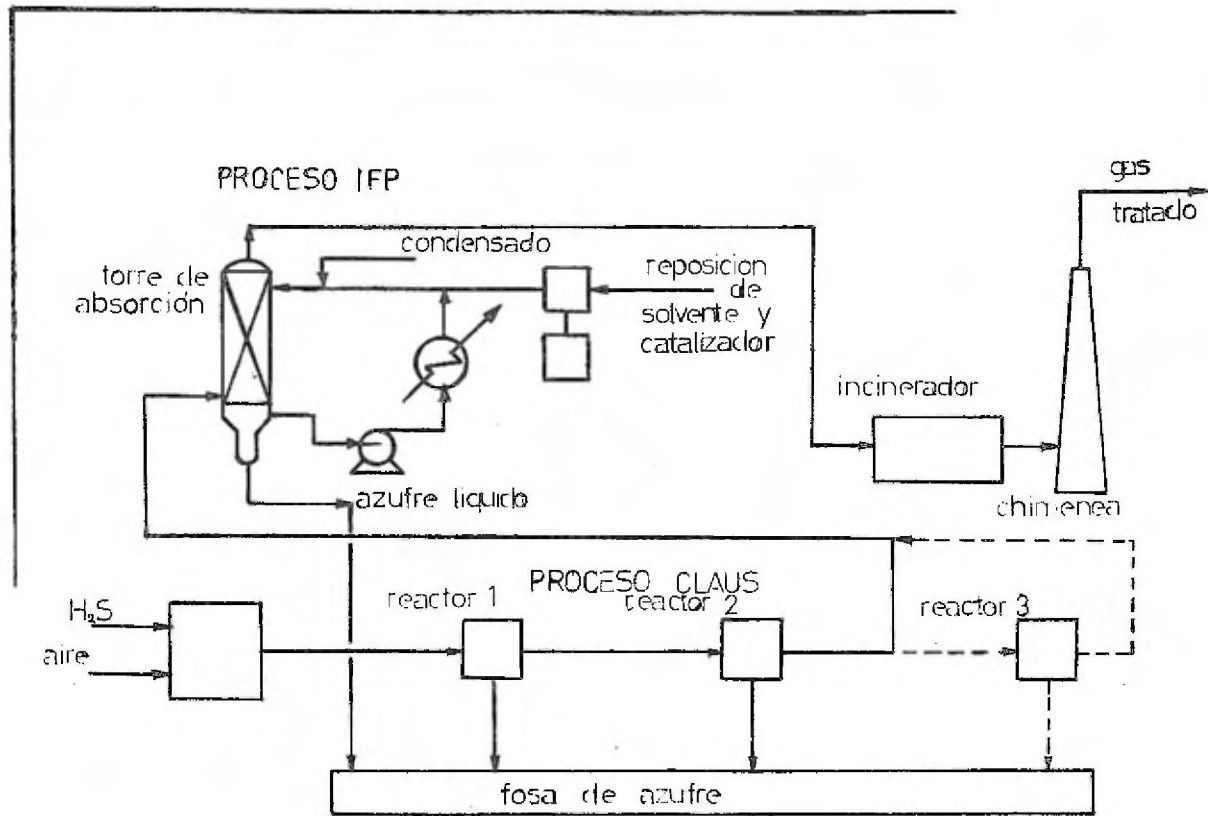 PROCESO IFP
gas
tratado
condensado
torre de
absorción
reposicion
de
solvente y
catalizador
incinerador
azufre liquido
chimenea
PROCESO CLAUS
reactor 1
reactor 2
reactor 3
H₂S
aire
fosa de azufre